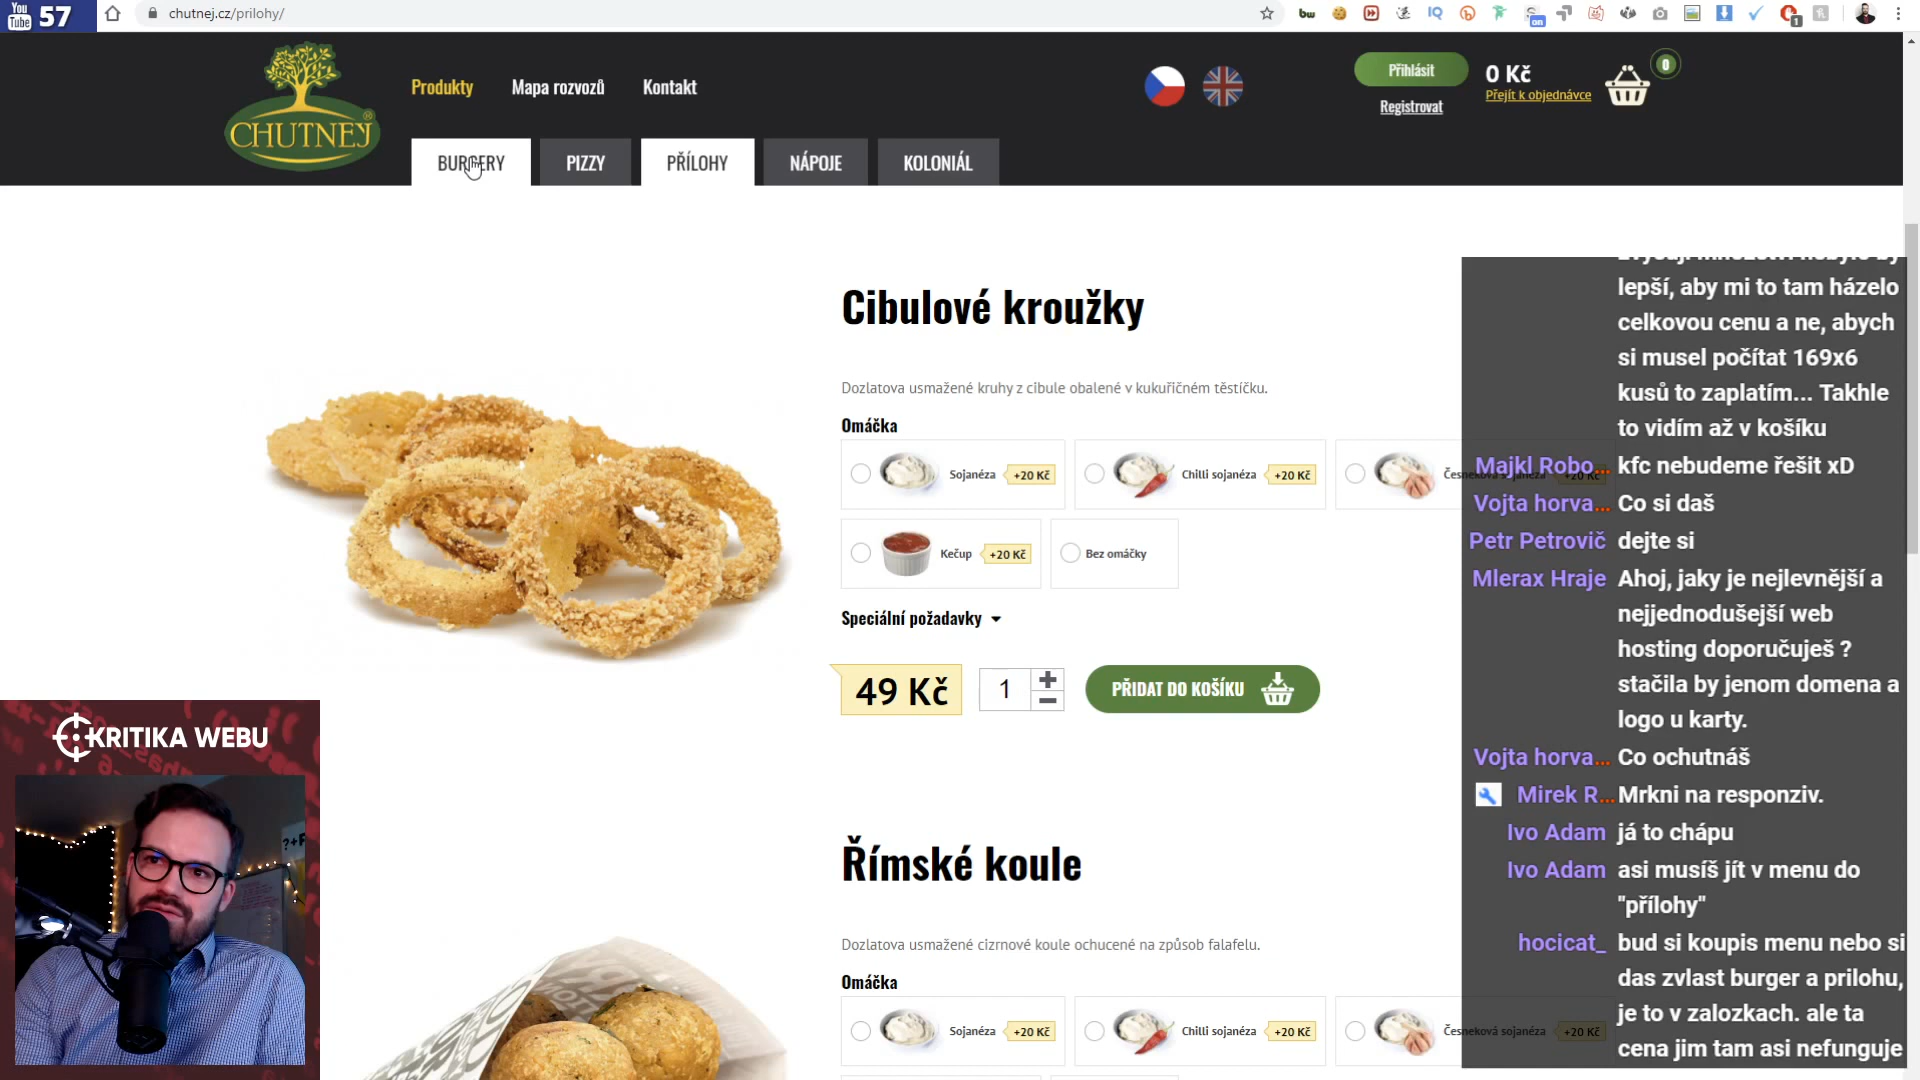 You
Tube
57
chutnej.cz/prilohy/
on
1
CHUTNEJ
®
Produkty
Mapa rozvozů
Kontakt
Přihlásit
Registrovat
0 Kč
Přejít k objednávce
0
BURGERY
PIZZY
PŘÍLOHY
NÁPOJE
KOLONIÁL
Cibulové kroužky
Dozlatova usmažené kruhy z cibule obalené v kukuřičném těstíčku.
Omáčka
Sojanéza +20 Kč
Chilli sojanéza +20 Kč
Česneková sojanéza +20 Kč
Kečup +20 Kč
Bez omáčky
Speciální požadavky
49 Kč
1
PŘIDAT DO KOŠÍKU
Římské koule
Dozlatova usmažené cizrnové koule ochucené na způsob falafelu.
Omáčka
Sojanéza +20 Kč
Chilli sojanéza +20 Kč
Česneková sojanéza +20 Kč
KRITIKA WEBU
lepší, aby mi to tam házelo
celkovou cenu a ne, abych
si musel počítat 169x6
kusů to zaplatím... Takhle
to vidím až v košíku
Majkl Robo... kfc nebudeme řešit xD
Vojta horva... Co si daš
Petr Petrovič dejte si
Mlerax Hraje Ahoj, jaky je nejlevnější a
nejjednodušejší web
hosting doporučuješ ?
stačila by jenom domena a
logo u karty.
Vojta horva... Co ochutnáš
Mirek R... Mrkni na responziv.
Ivo Adam já to chápu
Ivo Adam asi musíš jít v menu do
"přílohy"
hocicat_ bud si koupis menu nebo si
das zvlast burger a prilohu,
je to v zalozkach. ale ta
cena jim tam asi nefunguje